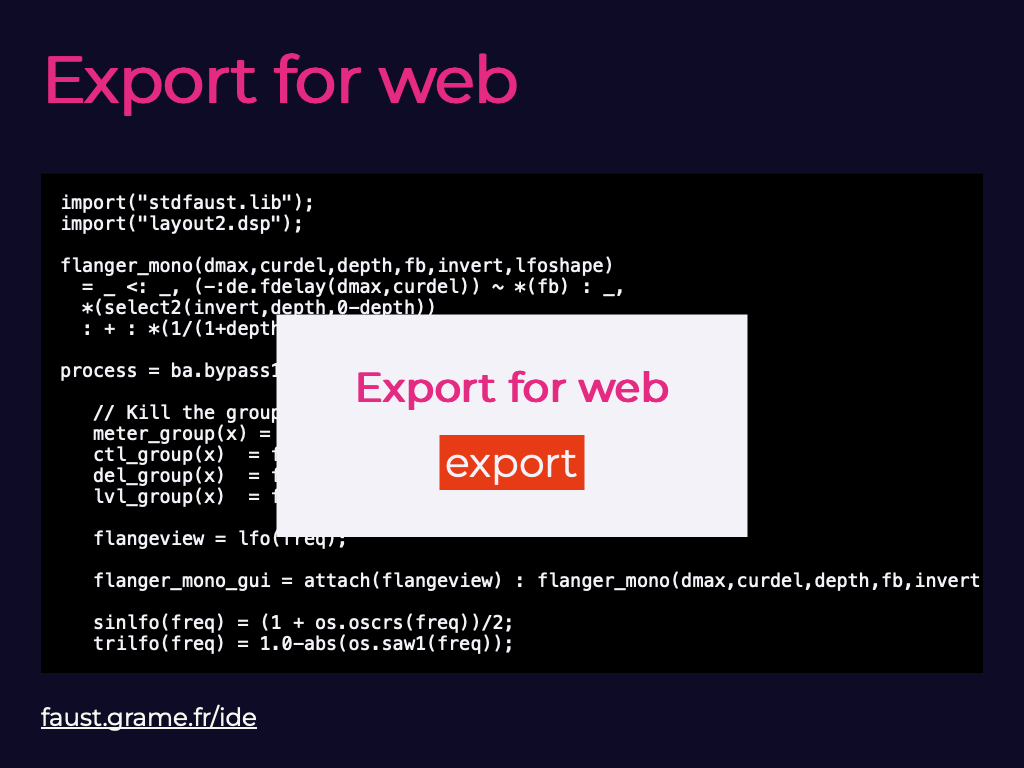 Export for web
import("stdfaust.lib");
import("layout2.dsp");
flanger_mono(dmax,curdel,depth,fb,invert,lfoshape)
= _ <: _, (-:de.fdelay(dmax,curdel)) ~ *(fb) : _,
*(select2(invert,depth,0-depth))
: + : *(1/(1+depth
process = ba.bypass1
// Kill the group
meter_group(x) =
ctl_group(x)  =
del_group(x)  =
lvl_group(x)  =
Export for web
export
flangeview = lfo(freq);
flanger_mono_gui = attach(flangeview) : flanger_mono(dmax,curdel,depth,fb,invert
sinlfo(freq) = (1 + os.oscrs(freq))/2;
trilfo(freq) = 1.0-abs(os.saw1(freq));
faust.grame.fr/ide